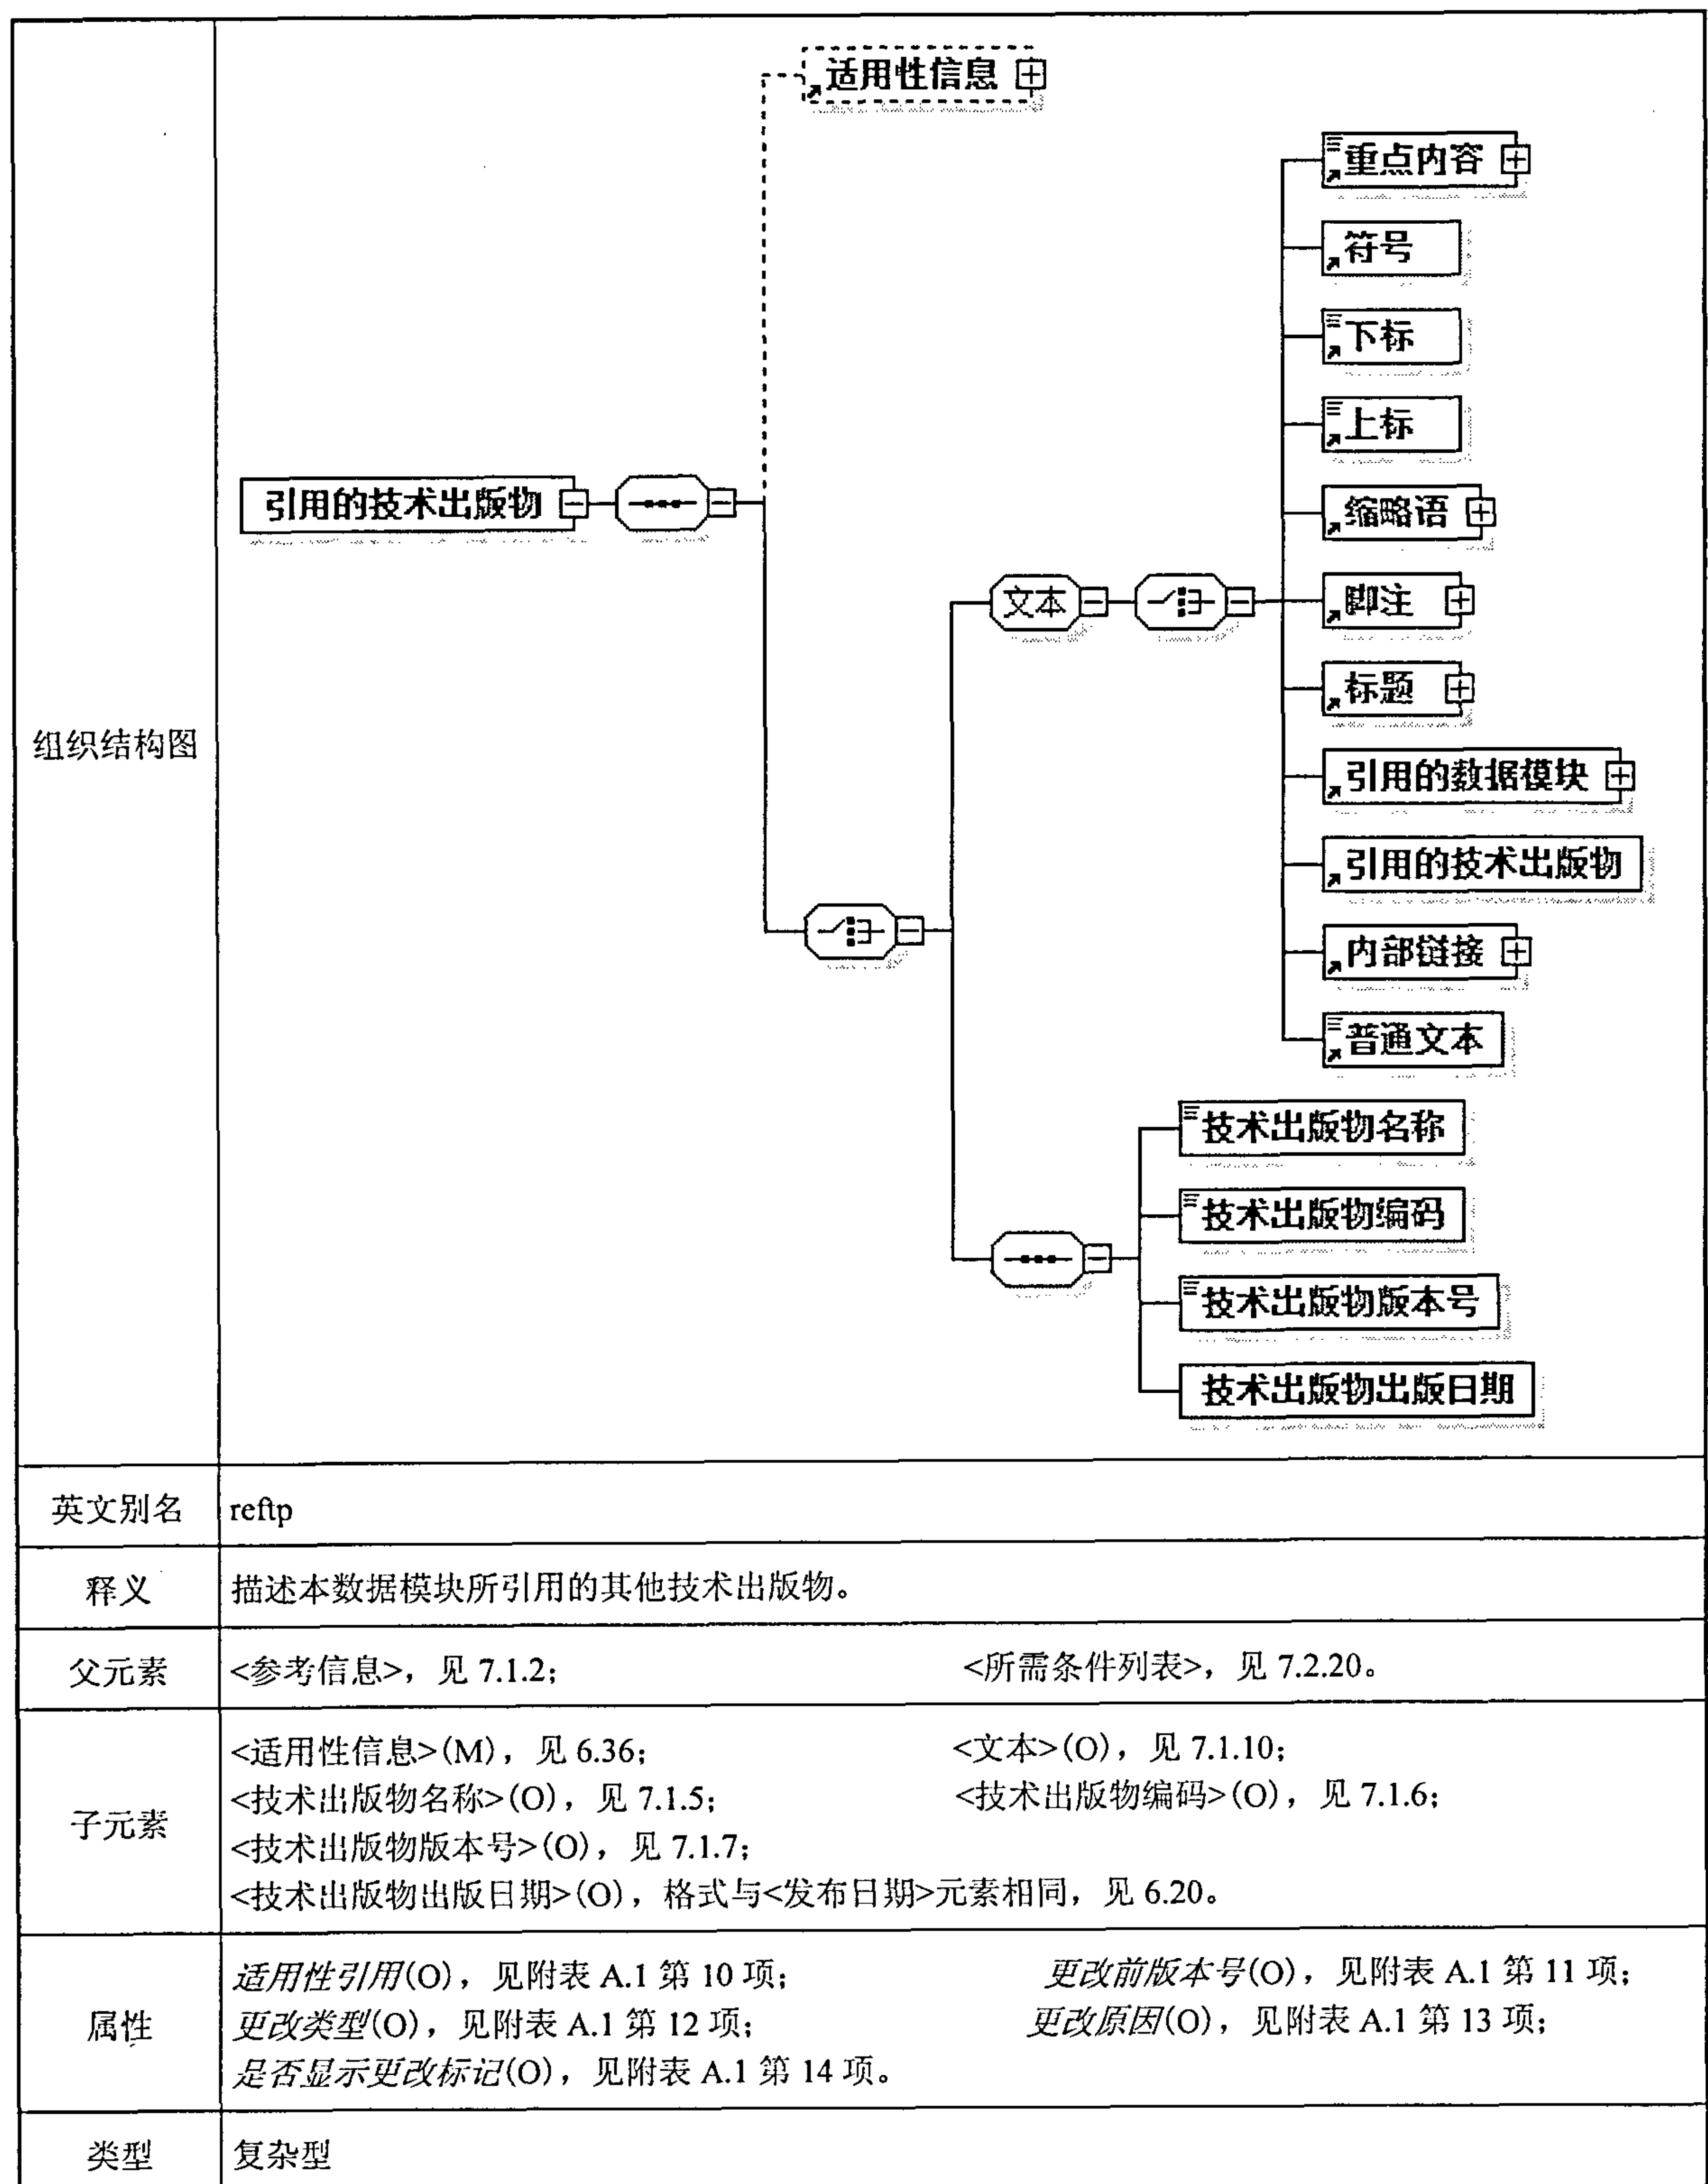 组织结构图
适用性信息
重点内容
符号
下标
上标
缩略语
引用的技术出版物
文本
脚注
标题
引用的数据模块
引用的技术出版物
内部链接
普通文本
技术出版物名称
技术出版物编码
技术出版物版本号
技术出版物出版日期
英文别名 reftp
释义 描述本数据模块所引用的其他技术出版物。
父元素 <参考信息>，见 7.1.2； <所需条件列表>，见 7.2.20。
子元素
<适用性信息>(M)，见 6.36； <文本>(O)，见 7.1.10；
<技术出版物名称>(O)，见 7.1.5； <技术出版物编码>(O)，见 7.1.6；
<技术出版物版本号>(O)，见 7.1.7；
<技术出版物出版日期>(O)，格式与<发布日期>元素相同，见 6.20。
属性
适用性引用(O)，见附表 A.1 第 10 项； 更改前版本号(O)，见附表 A.1 第 11 项；
更改类型(O)，见附表 A.1 第 12 项； 更改原因(O)，见附表 A.1 第 13 项；
是否显示更改标记(O)，见附表 A.1 第 14 项。
类型 复杂型